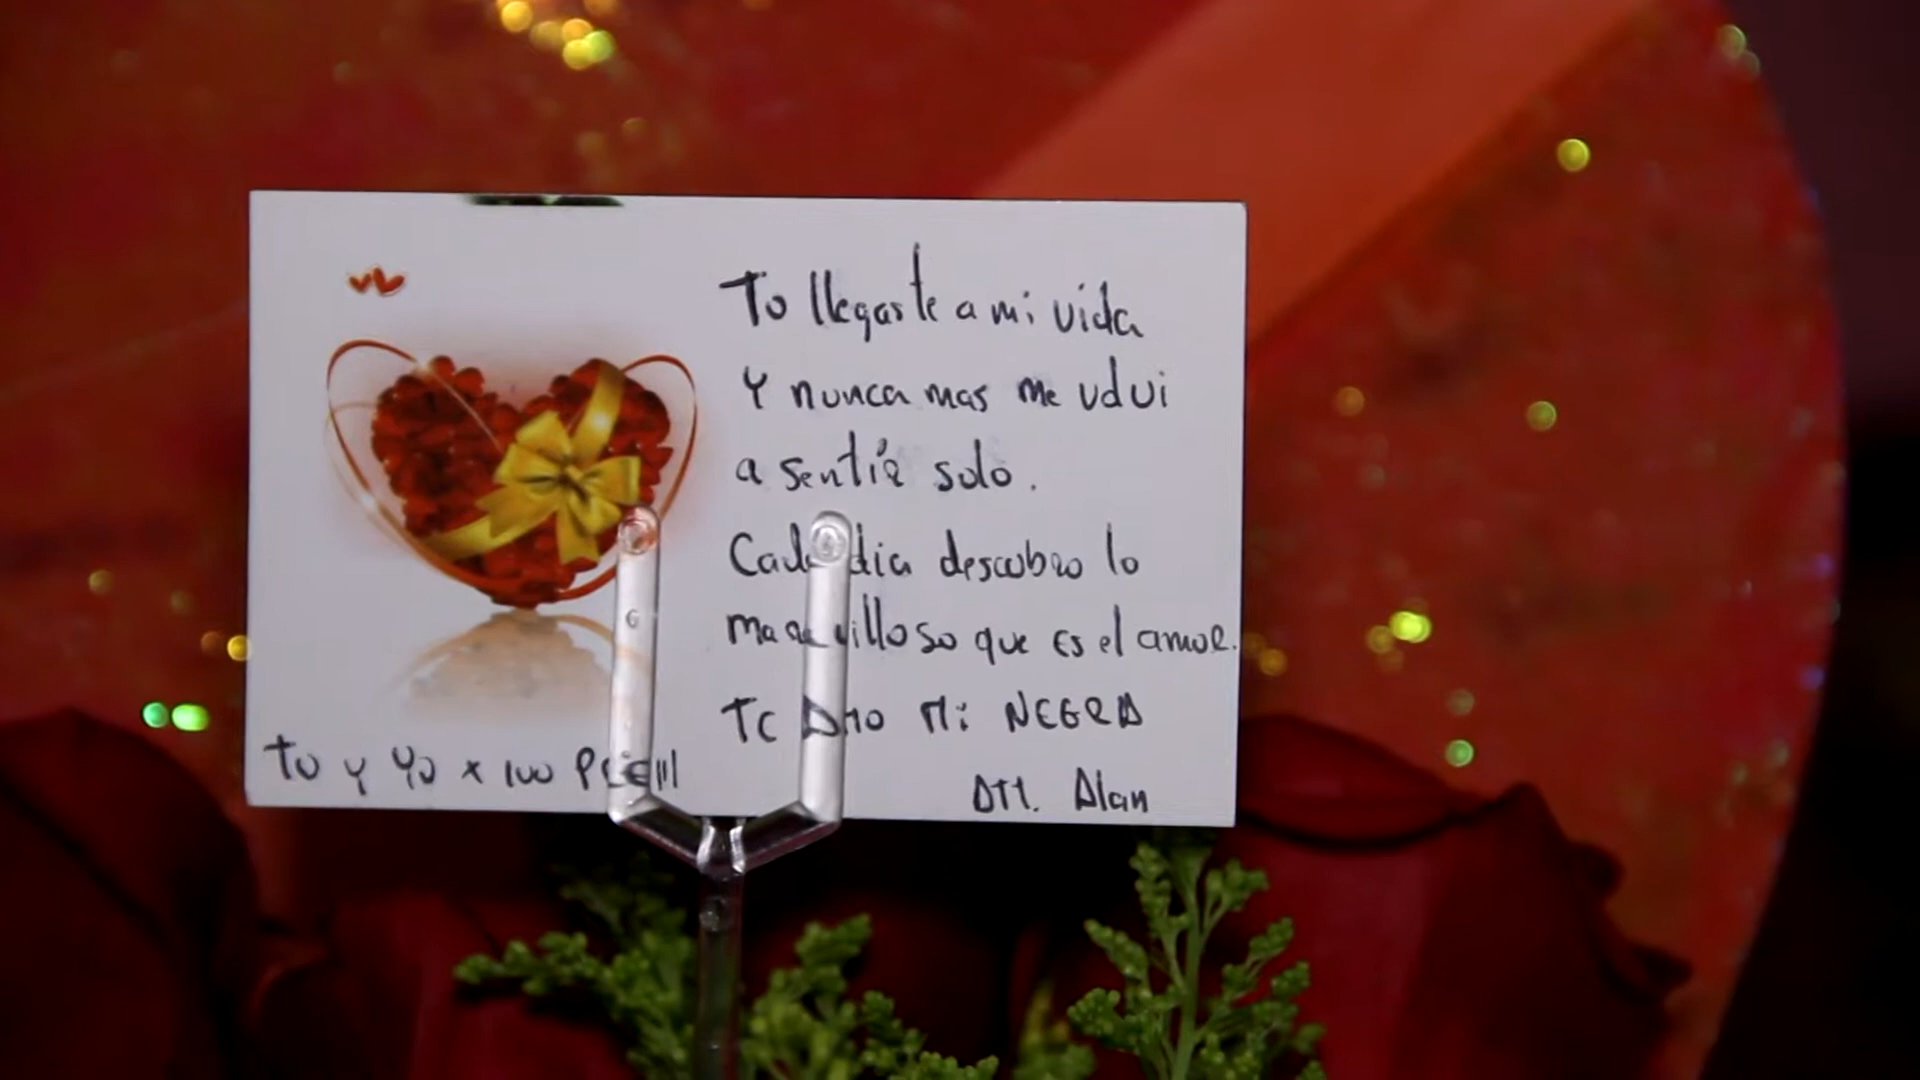 Tu llegaste a mi vida
Y nunca mas me volvi
a sentir solo.
Cada dia descubro lo
maravilloso que es el amor.
Te Amo Mi NEGRA
Att. Alan
Tu y Yo x 100 PRE!!!